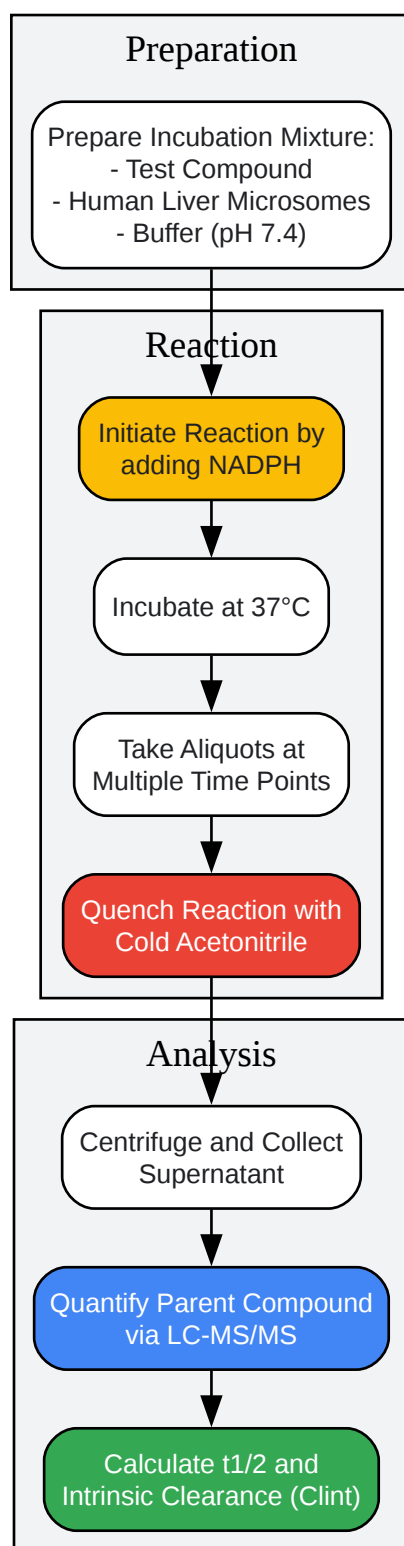 Preparation
Prepare Incubation Mixture:
- Test Compound
- Human Liver Microsomes
- Buffer (pH 7.4)
Reaction
Initiate Reaction by
adding NADPH
Incubate at 37°C
Take Aliquots at
Multiple Time Points
Quench Reaction with
Cold Acetonitrile
Analysis
Centrifuge and Collect
Supernatant
Quantify Parent Compound
via LC-MS/MS
Calculate t1/2 and
Intrinsic Clearance (Clint)